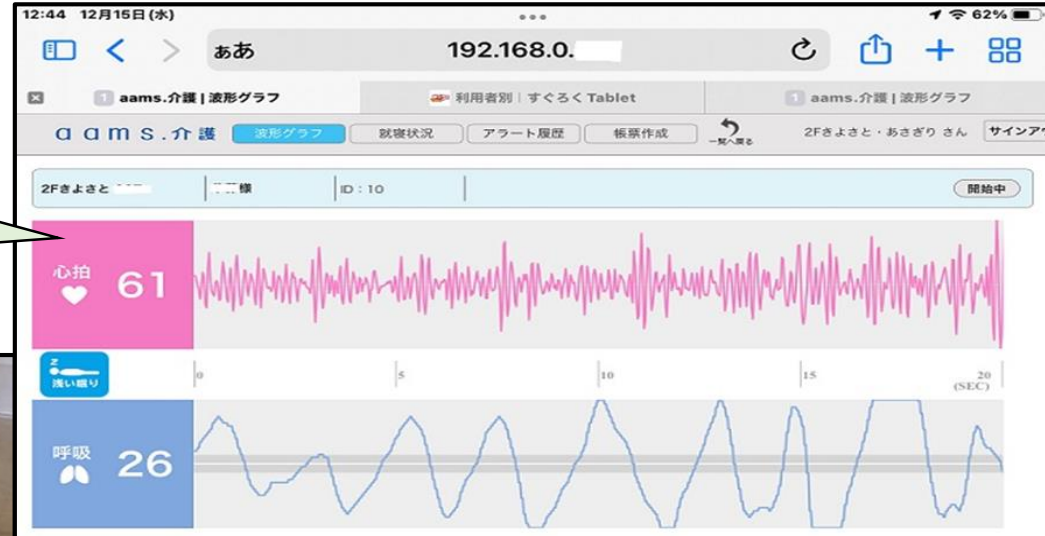 12:44 12月15日(水) 62%
ああ 192.168.0.
1 aams.介護 | 波形グラフ 利用者別 | すぐろくTablet 1 aams.介護 | 波形グラフ
aams.介護 波形グラフ 就寝状況 アラート履歴 帳票作成 一覧へ戻る 2Fきよさと・あさぎり さん サインアウ
2Fきよさと 様 ID:10 開始中
心拍 61
Z
浅い眠り
0 5 10 15 20
(SEC)
呼吸 26